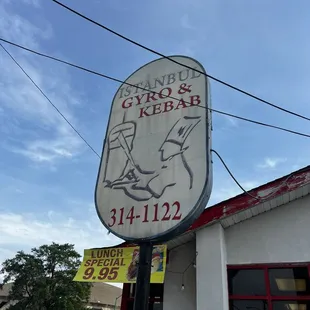 ISTANBUL
GYRO &
KEBAB
314-1122
LUNCH
SPECIAL
9.95